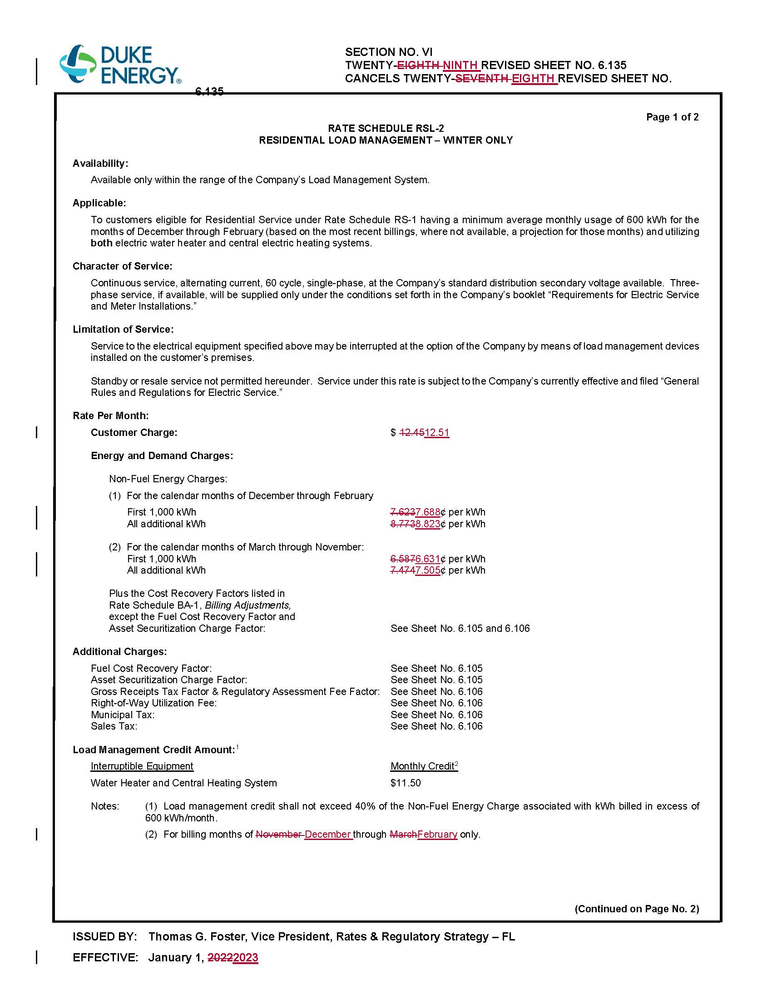 DUKE
ENERGY®
SECTION NO. VI
TWENTY-EIGHTH NINTH REVISED SHEET NO. 6.135
CANCELS TWENTY-SEVENTH EIGHTH REVISED SHEET NO.
6.135
Page 1 of 2
RATE SCHEDULE RSL-2
RESIDENTIAL LOAD MANAGEMENT – WINTER ONLY
Availability:
Available only within the range of the Company’s Load Management System.
Applicable:
To customers eligible for Residential Service under Rate Schedule RS-1 having a minimum average monthly usage of 600 kWh for the
months of December through February (based on the most recent billings, where not available, a projection for those months) and utilizing
both electric water heater and central electric heating systems.
Character of Service:
Continuous service, alternating current, 60 cycle, single-phase, at the Company’s standard distribution secondary voltage available. Three-
phase service, if available, will be supplied only under the conditions set forth in the Company’s booklet “Requirements for Electric Service
and Meter Installations.”
Limitation of Service:
Service to the electrical equipment specified above may be interrupted at the option of the Company by means of load management devices
installed on the customer’s premises.
Standby or resale service not permitted hereunder. Service under this rate is subject to the Company’s currently effective and filed “General
Rules and Regulations for Electric Service.”
Rate Per Month:
Customer Charge: $ 12.4512.51
Energy and Demand Charges:
Non-Fuel Energy Charges:
(1) For the calendar months of December through February
First 1,000 kWh 7.6237.688¢ per kWh
All additional kWh 8.7738.823¢ per kWh
(2) For the calendar months of March through November:
First 1,000 kWh 6.5876.631¢ per kWh
All additional kWh 7.4747.505¢ per kWh
Plus the Cost Recovery Factors listed in
Rate Schedule BA-1, Billing Adjustments,
except the Fuel Cost Recovery Factor and
Asset Securitization Charge Factor: See Sheet No. 6.105 and 6.106
Additional Charges:
Fuel Cost Recovery Factor: See Sheet No. 6.105
Asset Securitization Charge Factor: See Sheet No. 6.105
Gross Receipts Tax Factor & Regulatory Assessment Fee Factor: See Sheet No. 6.106
Right-of-Way Utilization Fee: See Sheet No. 6.106
Municipal Tax: See Sheet No. 6.106
Sales Tax: See Sheet No. 6.106
Load Management Credit Amount:1
Interruptible Equipment Monthly Credit2
Water Heater and Central Heating System $11.50
Notes: (1) Load management credit shall not exceed 40% of the Non-Fuel Energy Charge associated with kWh billed in excess of
600 kWh/month.
(2) For billing months of November December through MarchFebruary only.
(Continued on Page No. 2)
ISSUED BY: Thomas G. Foster, Vice President, Rates & Regulatory Strategy – FL
EFFECTIVE: January 1, 20222023